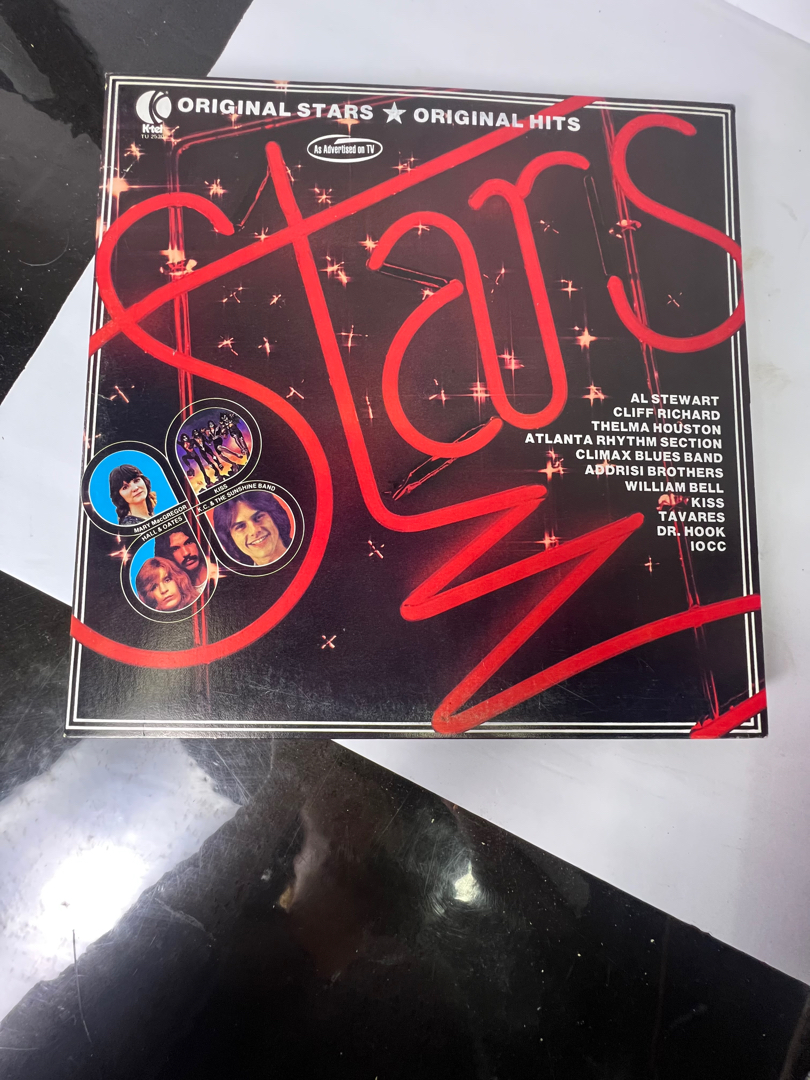 ORIGINAL STARS ★ ORIGINAL HITS
K-tel
As Advertised on TV
Stars
AL STEWART
CLIFF RICHARD
THELMA HOUSTON
ATLANTA RHYTHM SECTION
CLIMAX BLUES BAND
ADDRISI BROTHERS
WILLIAM BELL
KISS
TAVARES
DR. HOOK
10CC
KISS
K.C. & THE SUNSHINE BAND
MARY MacGREGOR
HALL & OATES